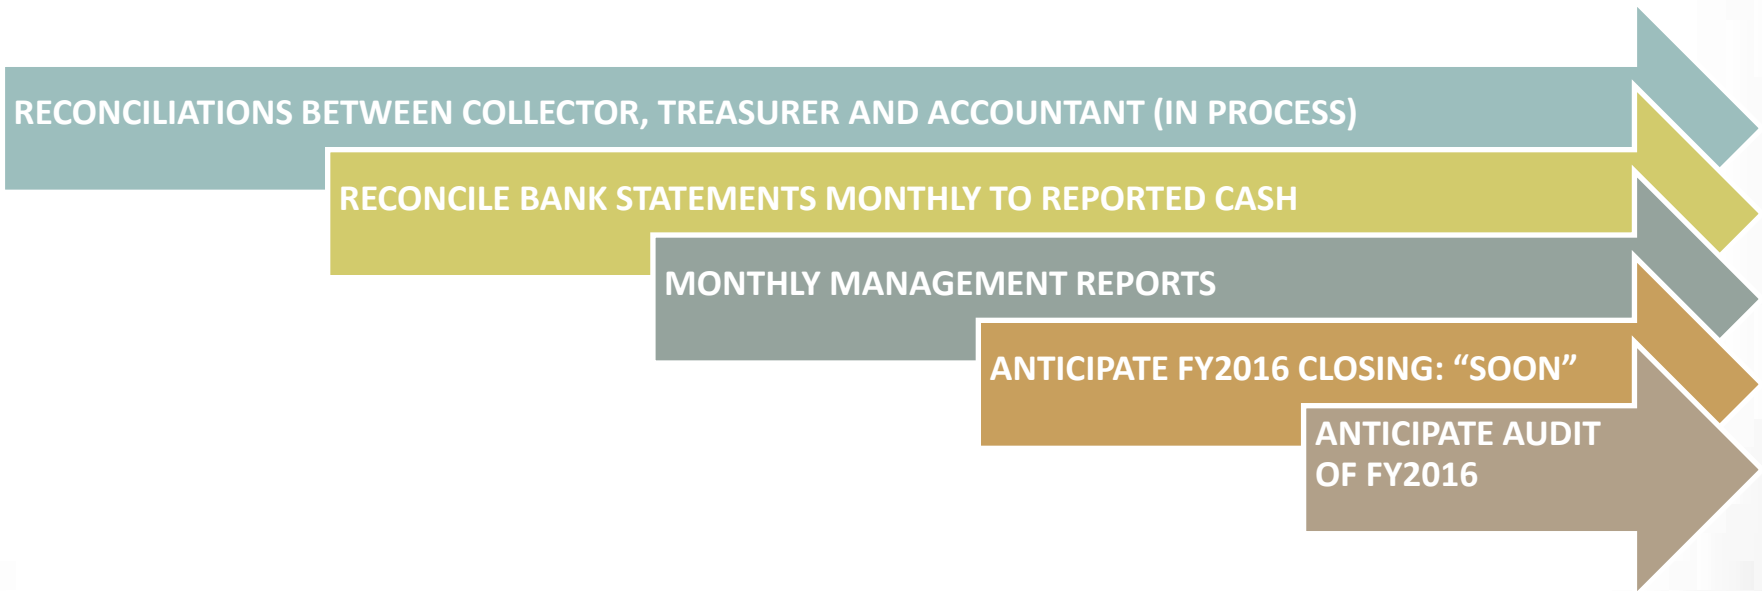 RECONCILIATIONS BETWEEN COLLECTOR, TREASURER AND ACCOUNTANT (IN PROCESS)
RECONCILE BANK STATEMENTS MONTHLY TO REPORTED CASH
MONTHLY MANAGEMENT REPORTS
ANTICIPATE FY2016 CLOSING: “SOON”
ANTICIPATE AUDIT
OF FY2016